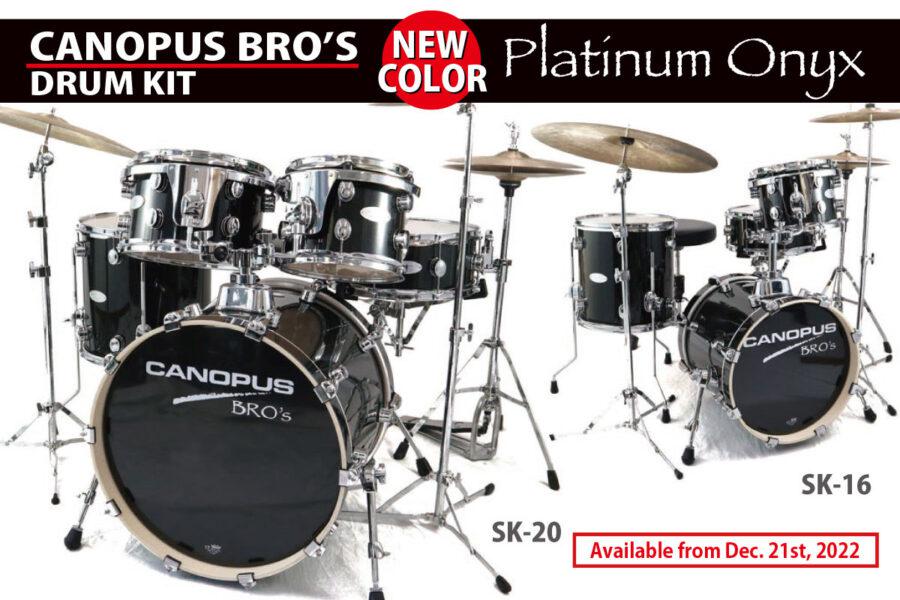 CANOPUS BRO'S
DRUM KIT
NEW
COLOR
Platinum Onyx
CANOPUS
BRO's
CANOPUS
BRO's
SK-16
SK-20
Available from Dec. 21st, 2022